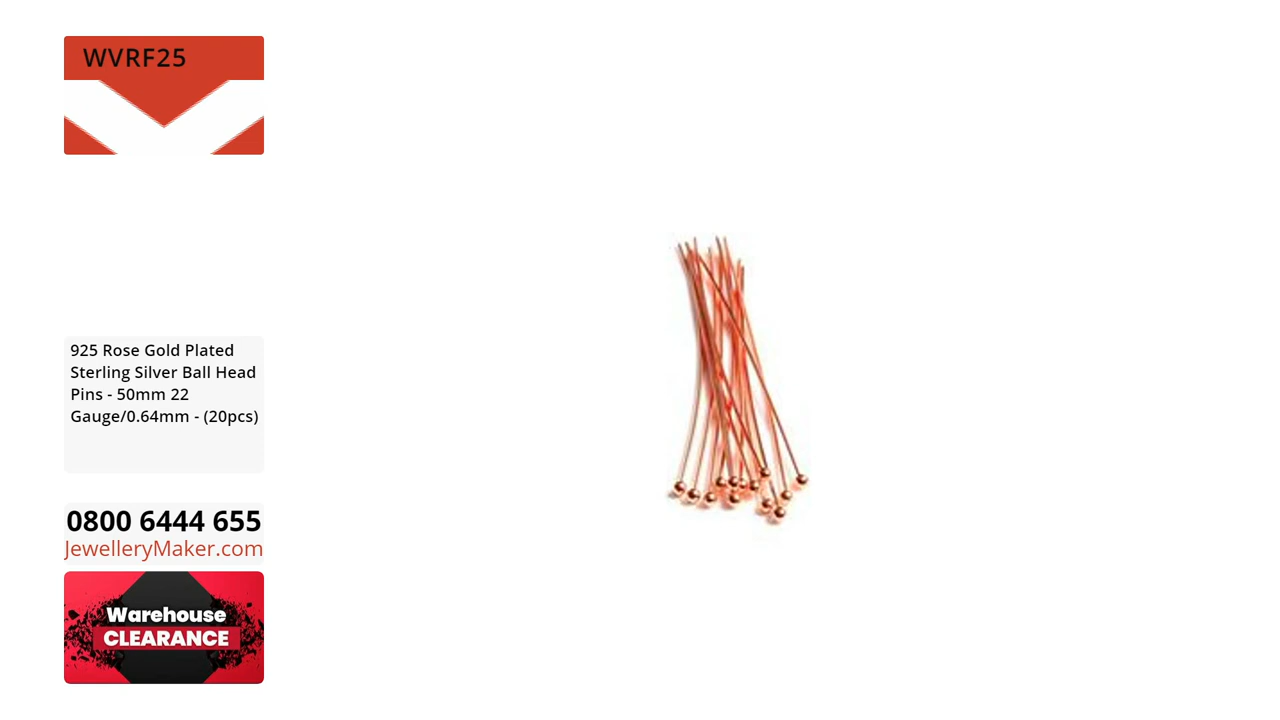 WVRF25
925 Rose Gold Plated
Sterling Silver Ball Head
Pins - 50mm 22
Gauge/0.64mm - (20pcs)
0800 6444 655
JewelleryMaker.com
Warehouse
CLEARANCE